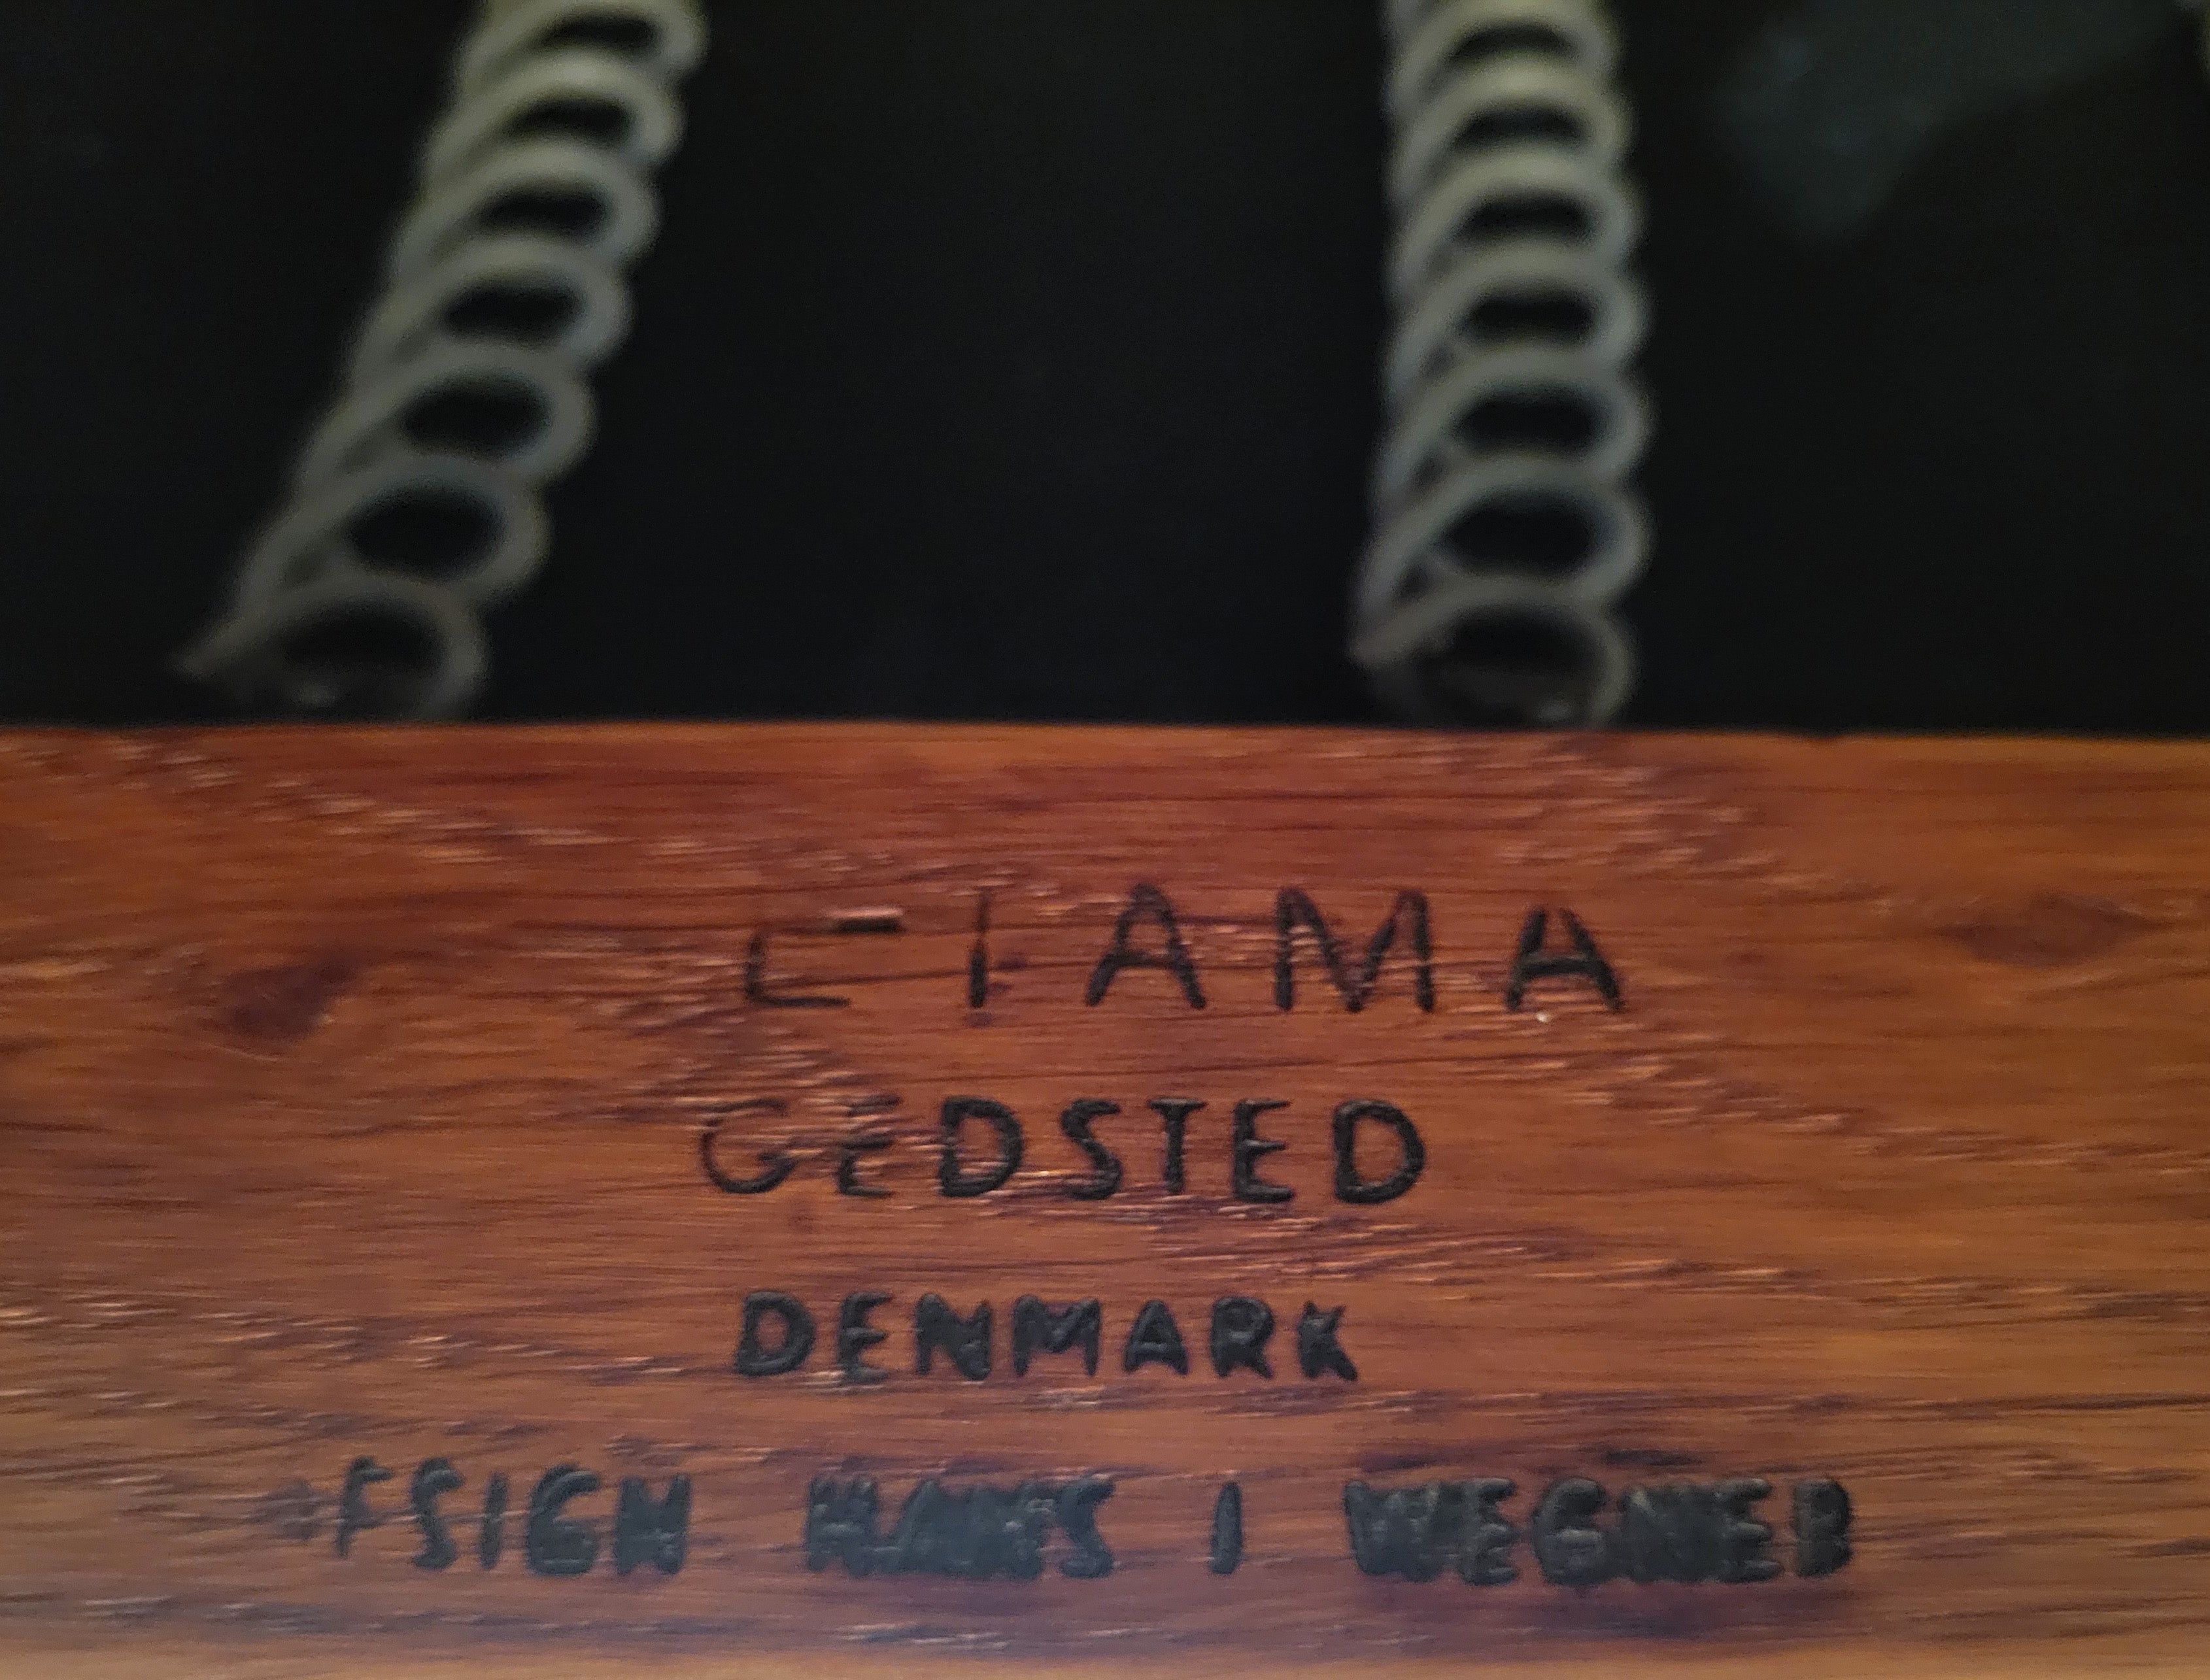 GETAMA
GEDSTED
DENMARK
DESIGN HANS J WEGNER